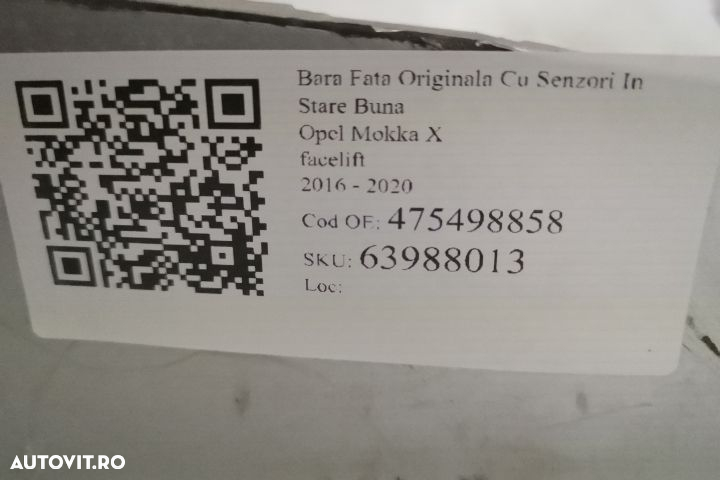 Bara Fata Originala Cu Senzori In
Stare Buna
Opel Mokka X
facelift
2016 - 2020
Cod OE: 475498858
SKU: 63988013
Loc:
AUTOVIT.RO